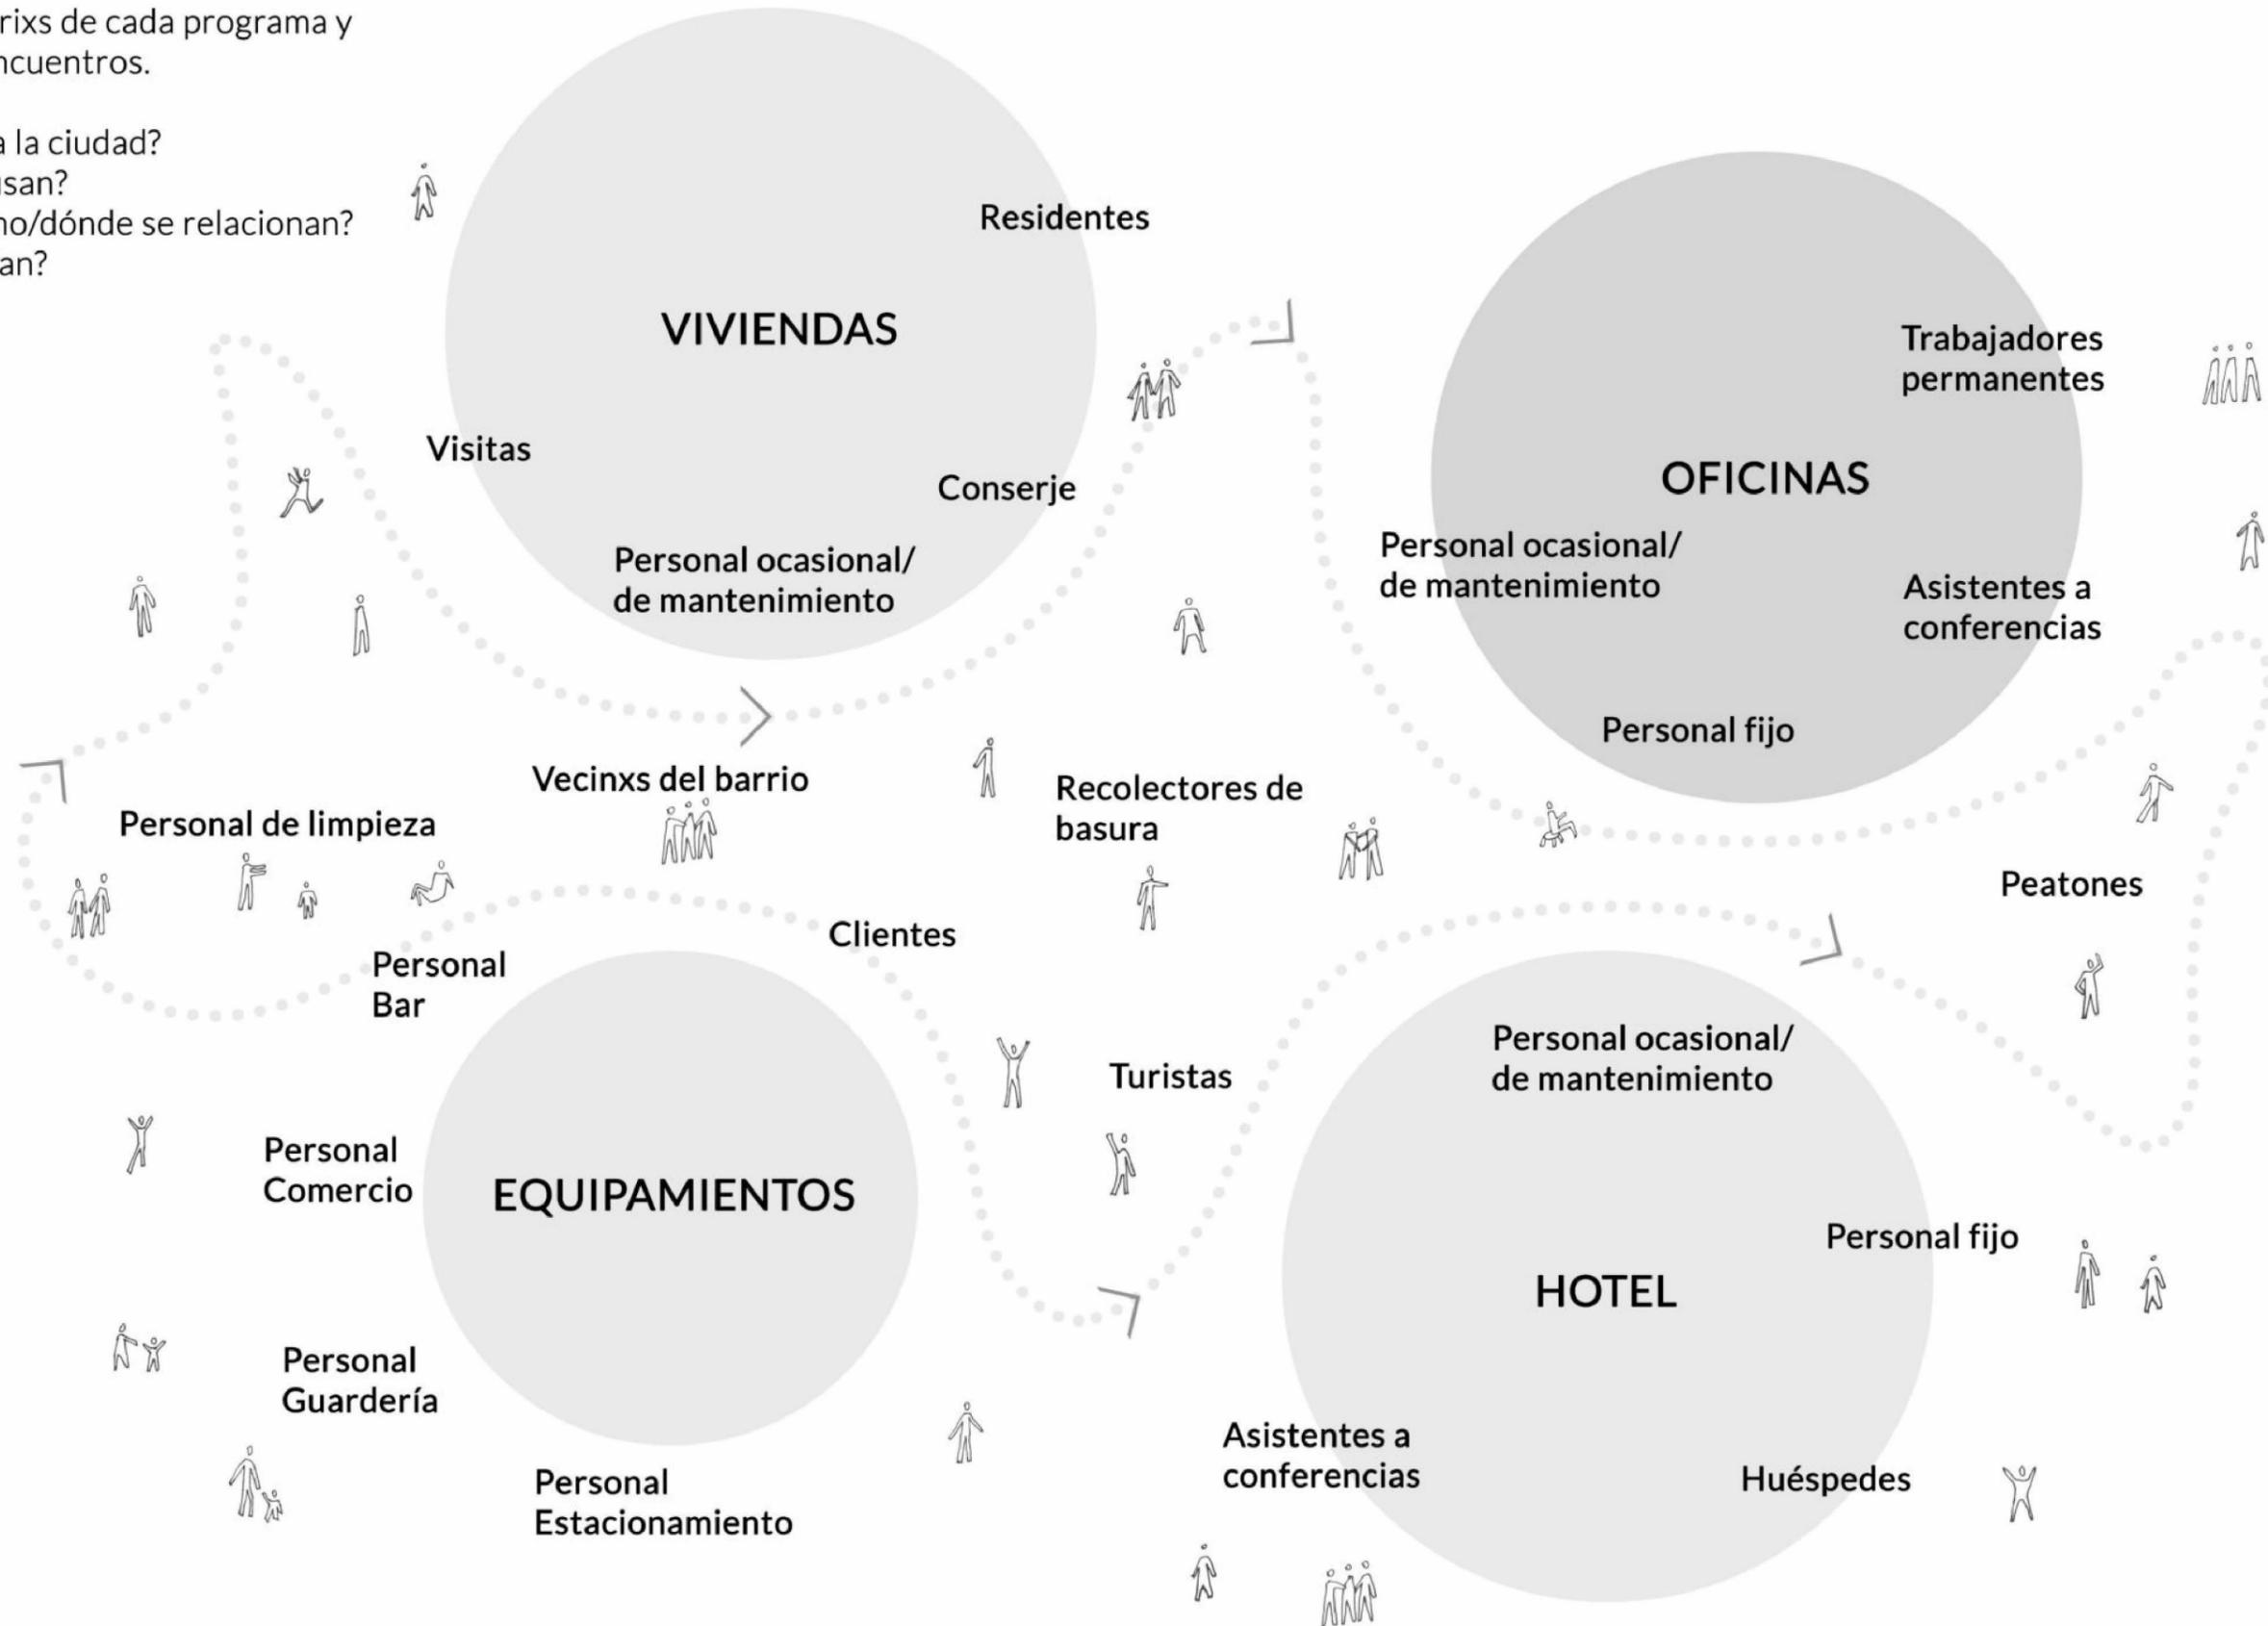 rixs de cada programa y
ncuentros.
a la ciudad?
san?
no/dónde se relacionan?
an?
Residentes
VIVIENDAS
Visitas
Conserje
Personal ocasional/
de mantenimiento
Trabajadores
permanentes
OFICINAS
Personal ocasional/
de mantenimiento
Asistentes a
conferencias
Personal fijo
Vecinxs del barrio
Personal de limpieza
Recolectores de
basura
Peatones
Clientes
Personal
Bar
Turistas
Personal
Comercio
EQUIPAMIENTOS
Personal
Guardería
Personal
Estacionamiento
Personal ocasional/
de mantenimiento
Personal fijo
HOTEL
Asistentes a
conferencias
Huéspedes